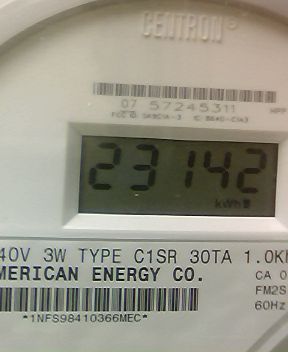 CENTRON®
07 57245311
23142
kWh
40V 3W TYPE C1SR 30TA 1.0K
MERICAN ENERGY CO.
CA 0
FM2S
60Hz
*1NFS98410366MEC*